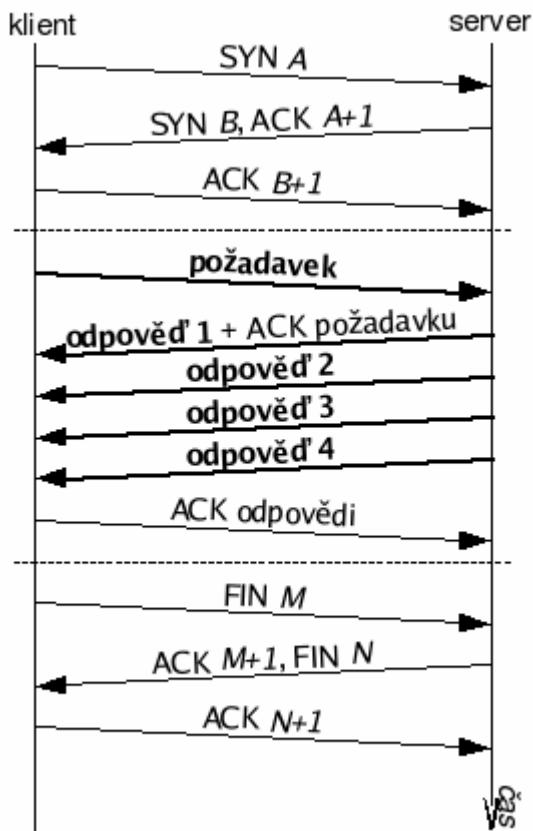 klient
server
SYN A
SYN B, ACK A+1
ACK B+1
požadavek
odpověď 1 + ACK požadavku
odpověď 2
odpověď 3
odpověď 4
ACK odpovědi
FIN M
ACK M+1, FIN N
ACK N+1
čas